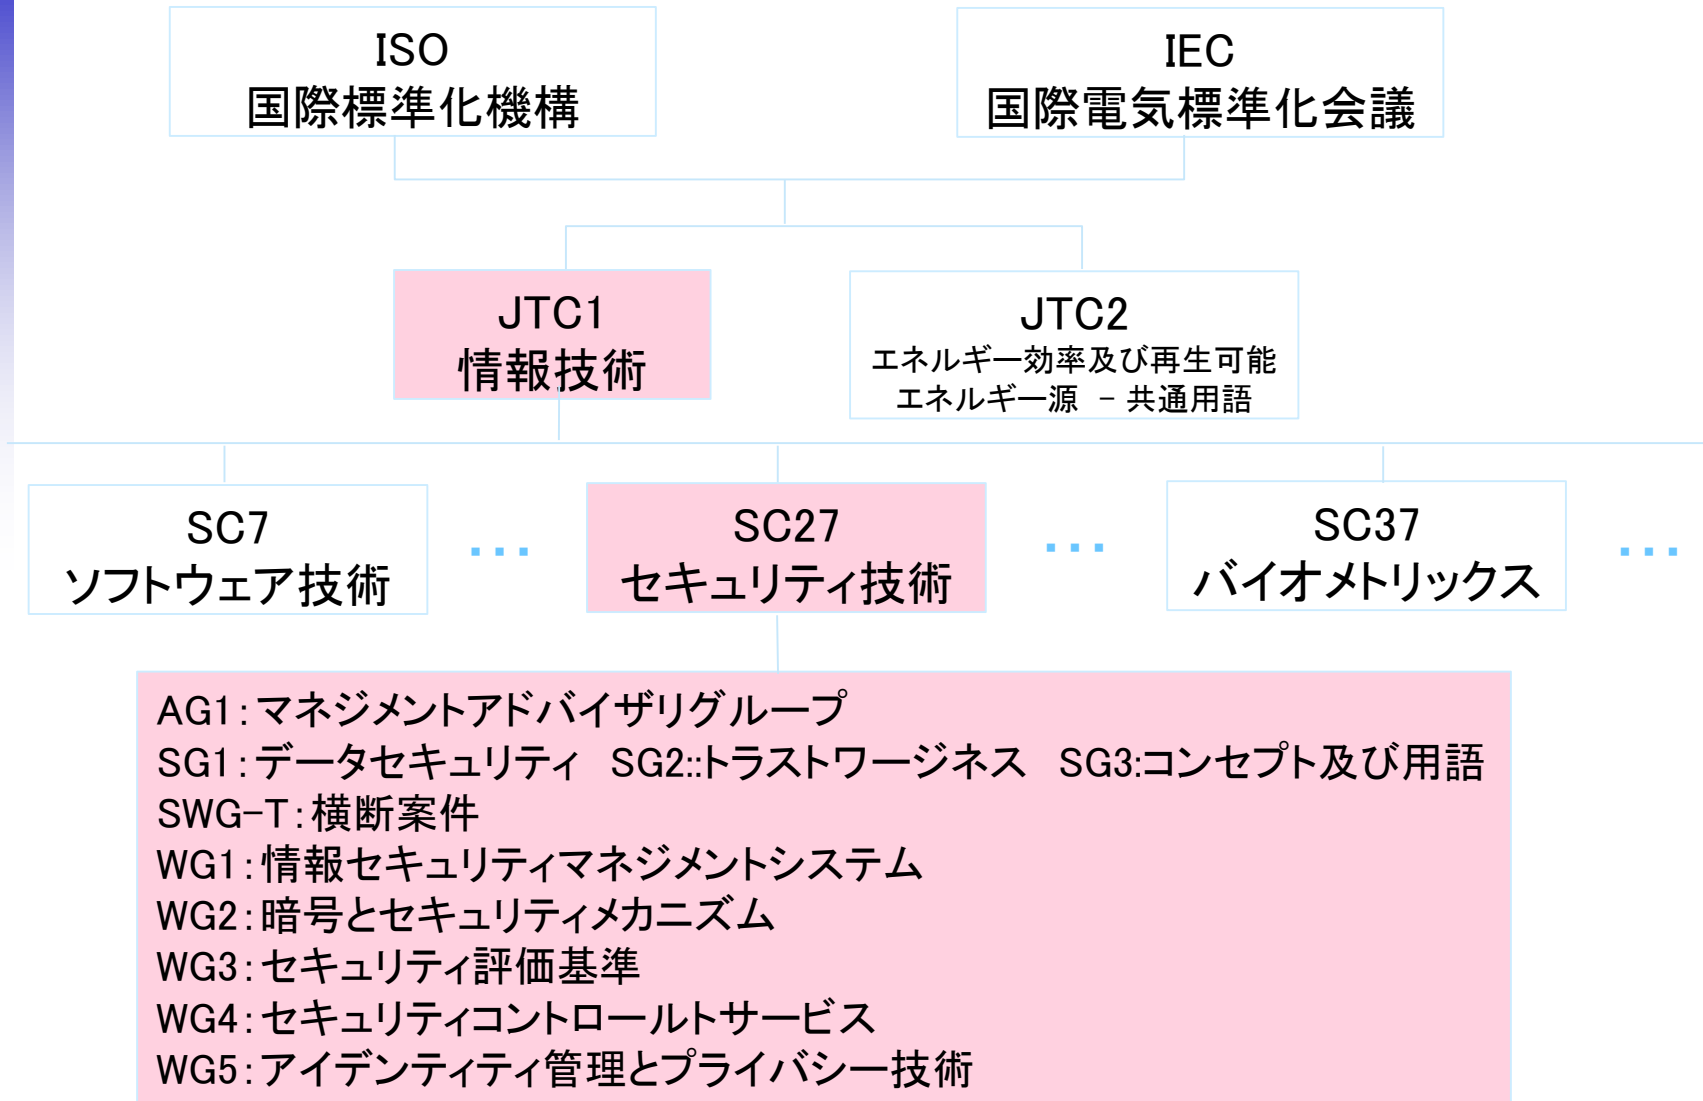 ISO
国際標準化機構
IEC
国際電気標準化会議
JTC1
情報技術
JTC2
エネルギー効率及び再生可能
エネルギー源 - 共通用語
SC7
ソフトウェア技術
...
SC27
セキュリティ技術
...
SC37
バイオメトリックス
...
AG1:マネジメントアドバイザリグループ
SG1:データセキュリティ SG2::トラストワージネス SG3:コンセプト及び用語
SWG-T:横断案件
WG1:情報セキュリティマネジメントシステム
WG2:暗号とセキュリティメカニズム
WG3:セキュリティ評価基準
WG4:セキュリティコントロールトサービス
WG5:アイデンティティ管理とプライバシー技術